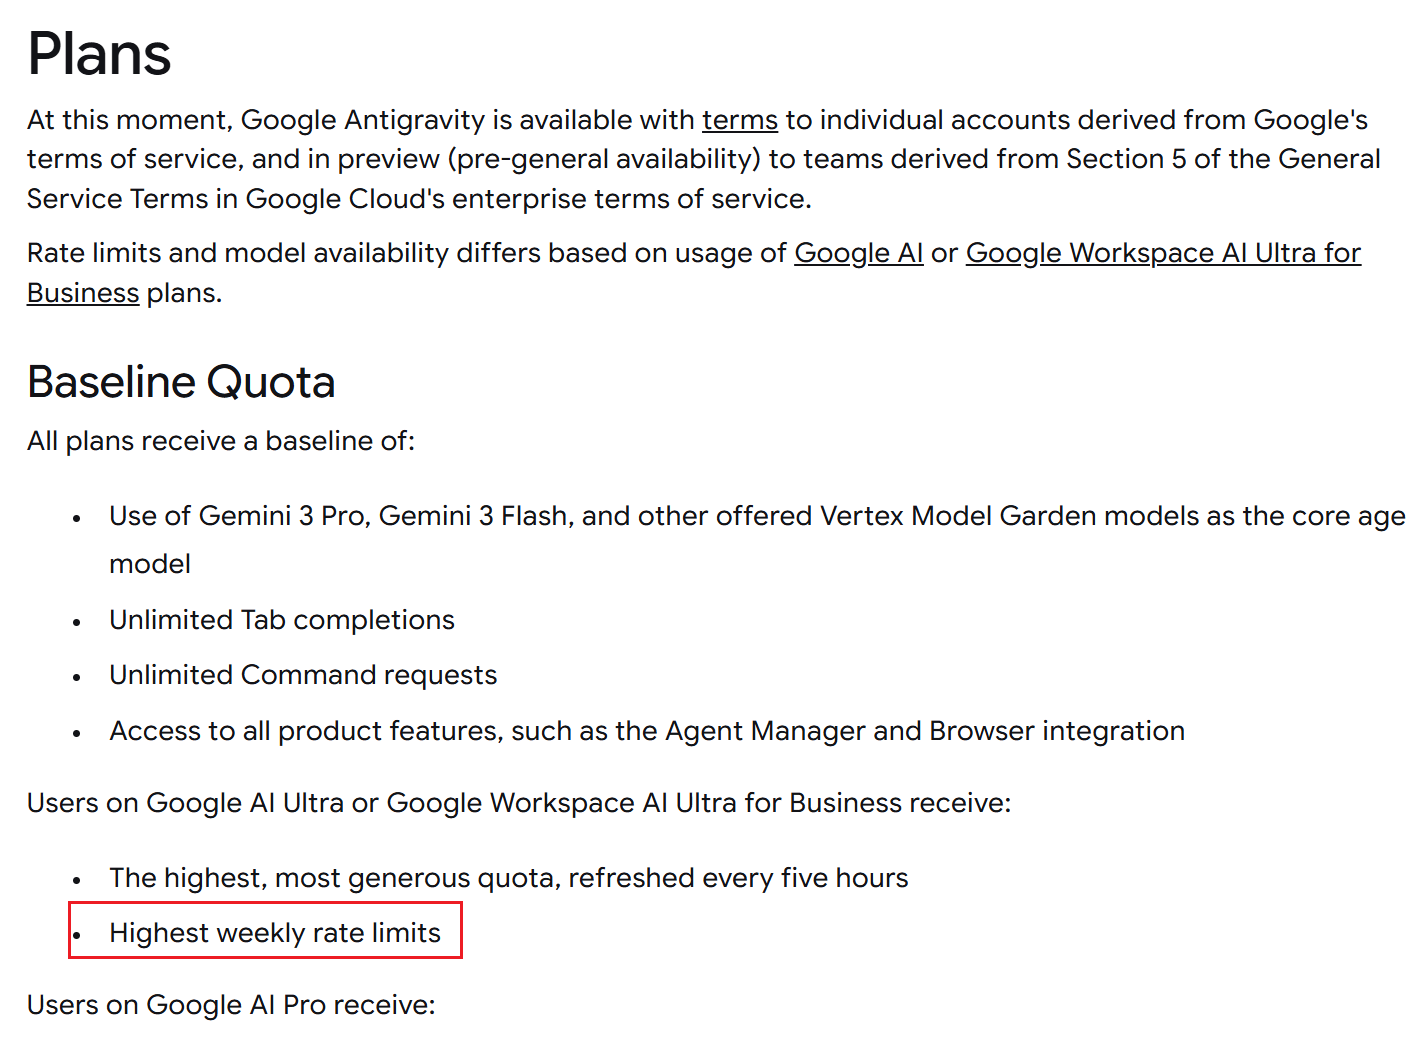 Plans
At this moment, Google Antigravity is available with terms to individual accounts derived from Google's
terms of service, and in preview (pre-general availability) to teams derived from Section 5 of the General
Service Terms in Google Cloud's enterprise terms of service.
Rate limits and model availability differs based on usage of Google AI or Google Workspace AI Ultra for
Business plans.
Baseline Quota
All plans receive a baseline of:
• Use of Gemini 3 Pro, Gemini 3 Flash, and other offered Vertex Model Garden models as the core age
model
• Unlimited Tab completions
• Unlimited Command requests
• Access to all product features, such as the Agent Manager and Browser integration
Users on Google AI Ultra or Google Workspace AI Ultra for Business receive:
• The highest, most generous quota, refreshed every five hours
• Highest weekly rate limits
Users on Google AI Pro receive: